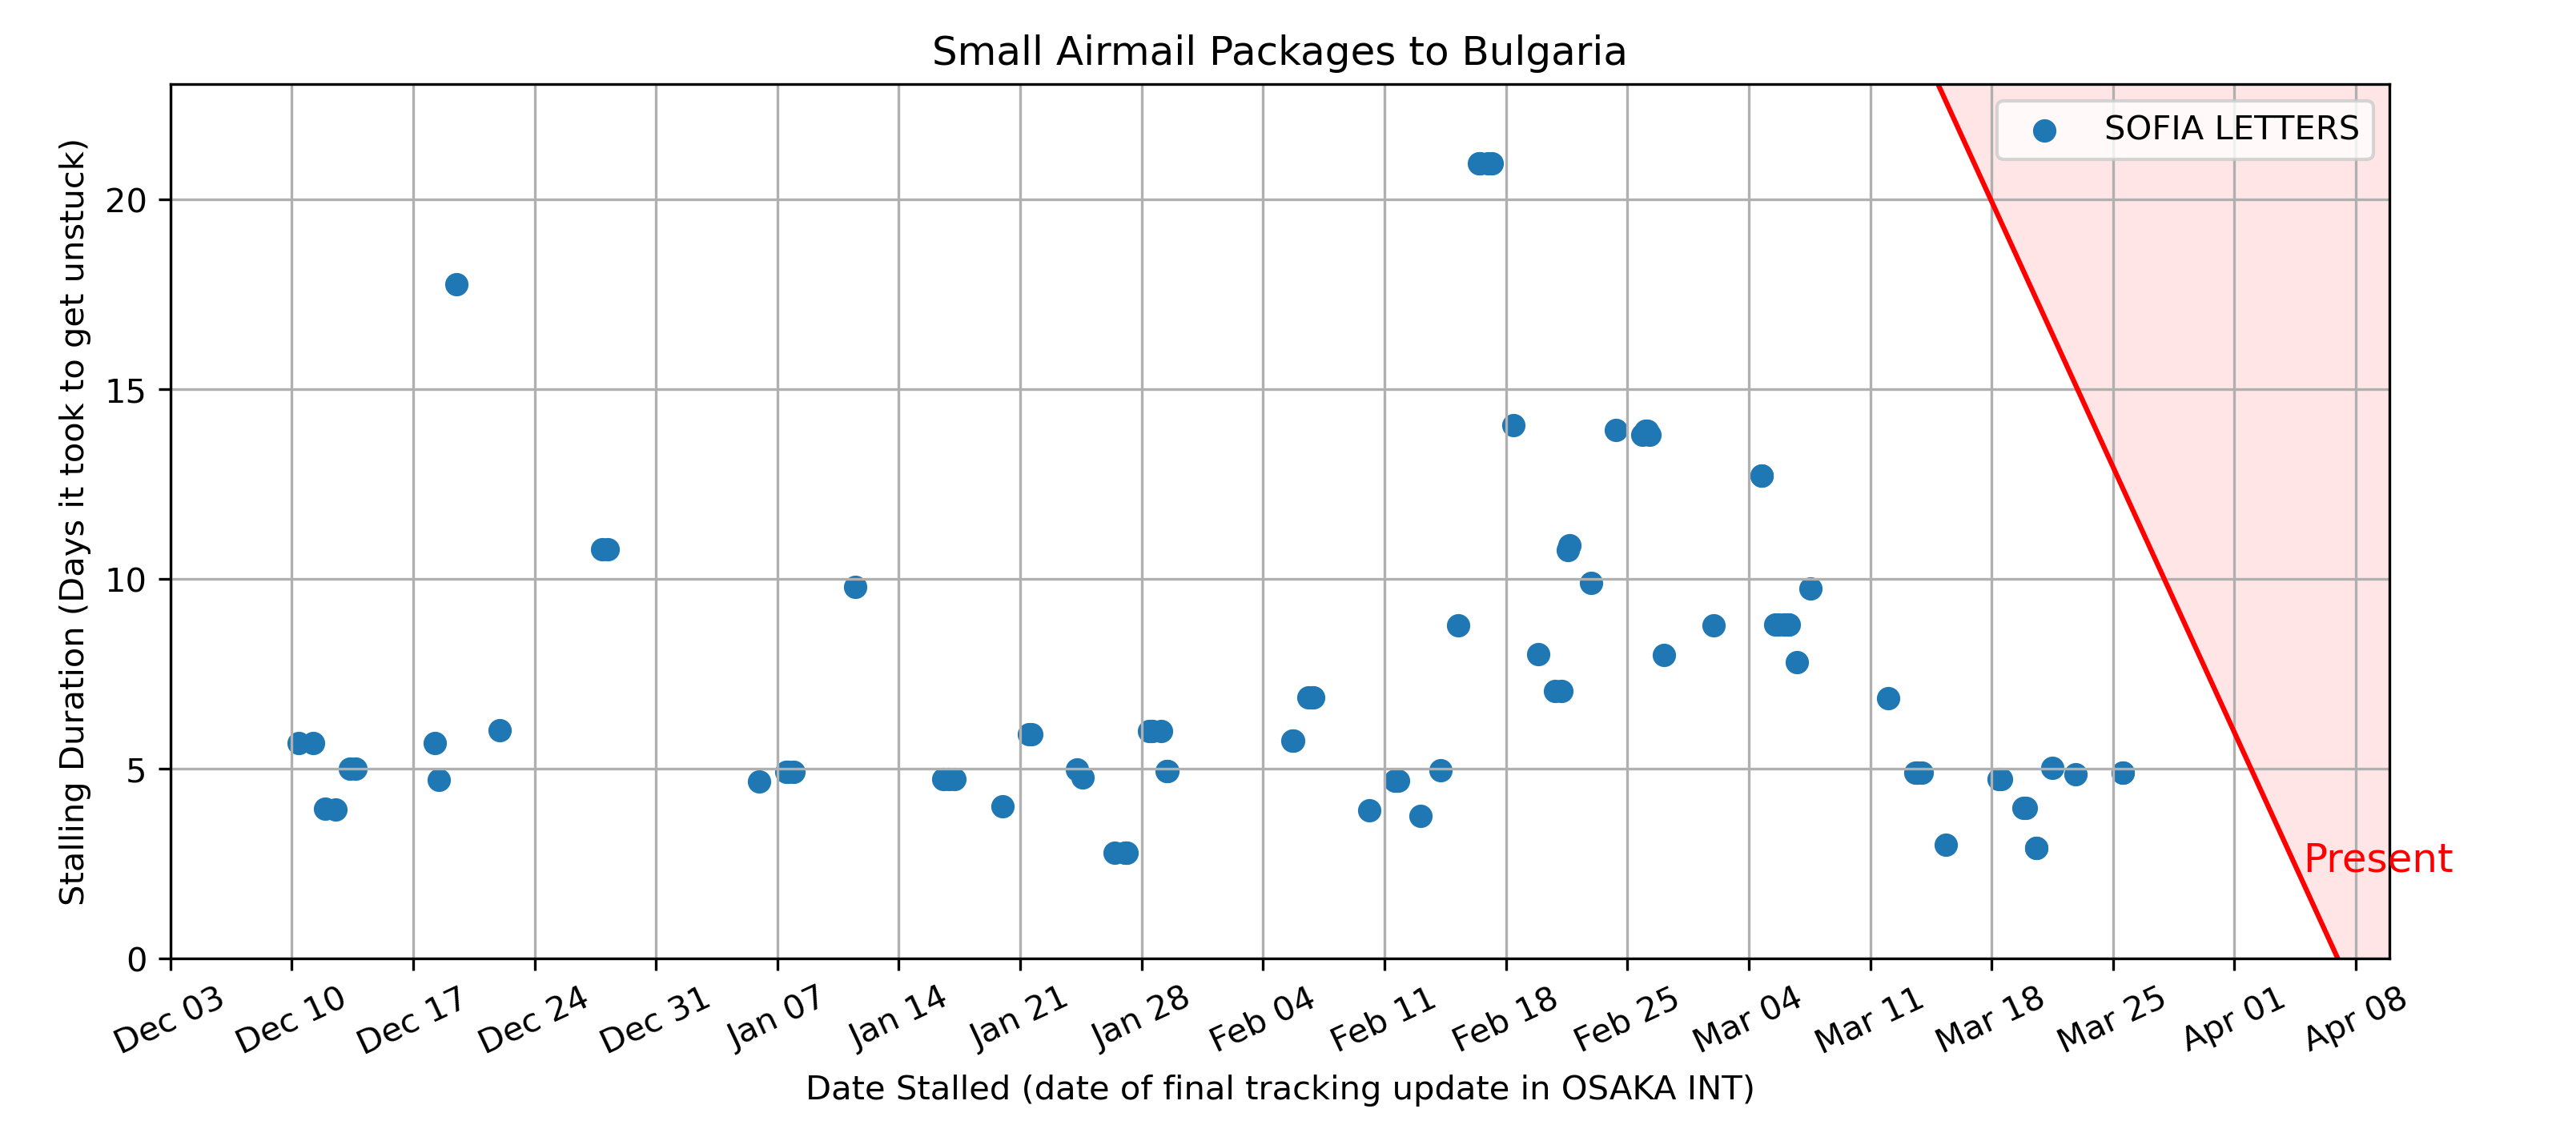 Small Airmail Packages to Bulgaria
SOFIA LETTERS
Stalling Duration (Days it took to get unstuck)
20
15
10
5
0
Present
Dec 03 Dec 10 Dec 17 Dec 24 Dec 31 Jan 07 Jan 14 Jan 21 Jan 28 Feb 04 Feb 11 Feb 18 Feb 25 Mar 04 Mar 11 Mar 18 Mar 25 Apr 01 Apr 08
Date Stalled (date of final tracking update in OSAKA INT)